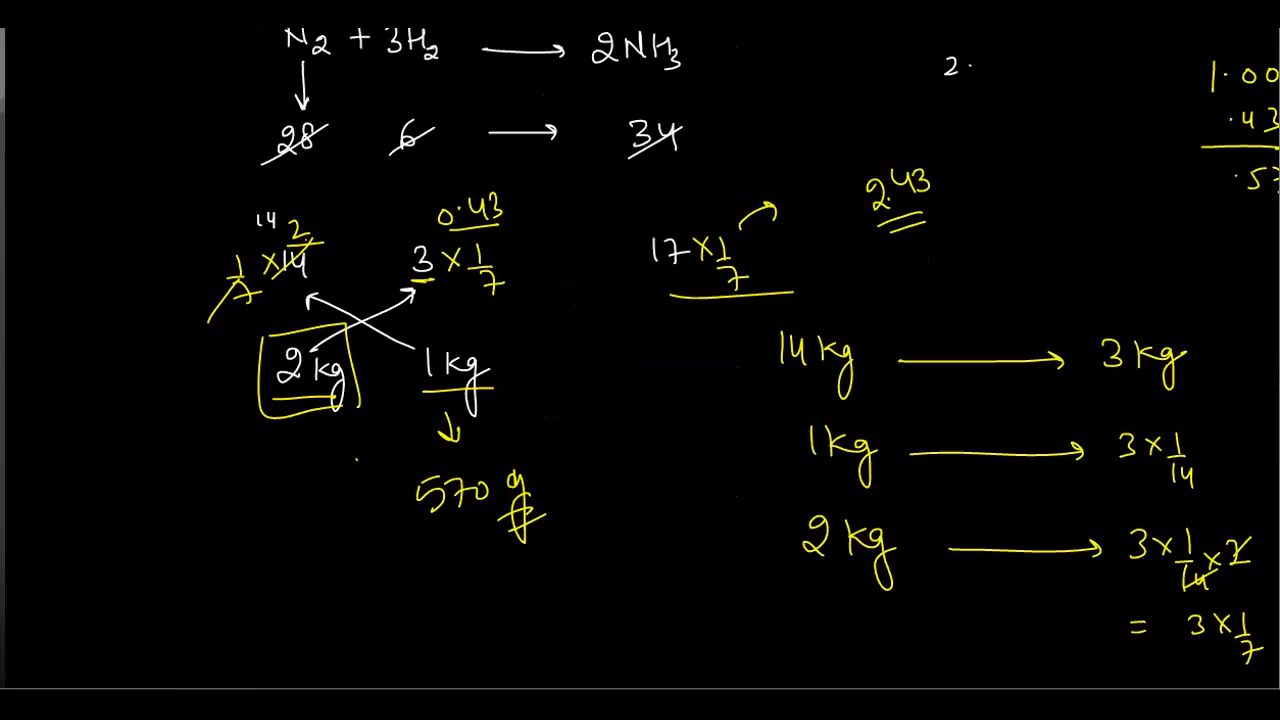 N2 + 3H2 → 2NH3
2.
1.00
.43
.57
28 6 → 34
14 2
0.43
2.43
1/7 × 14 3 × 1/7 17 × 1/7
2 kg 1 kg
570 g
14 kg → 3 kg
1 kg → 3 × 1/14
2 kg → 3 × 1/14 × 2
= 3 × 1/7